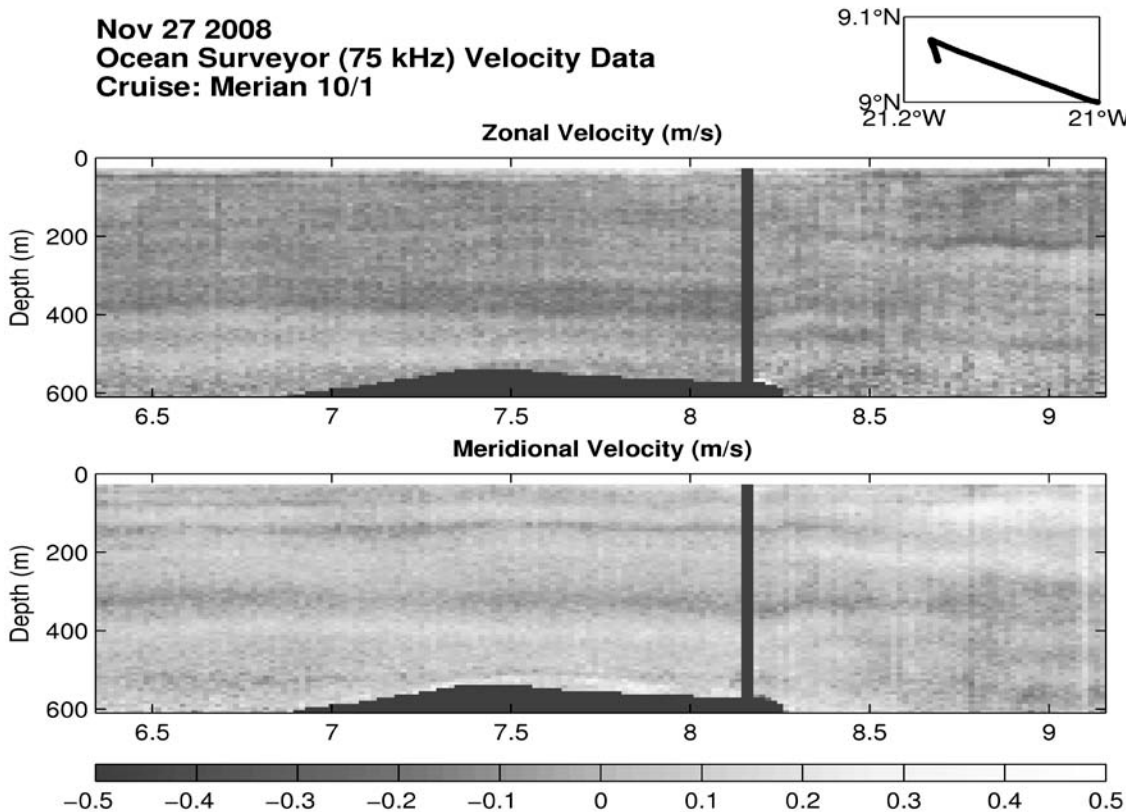 Nov 27 2008
Ocean Surveyor (75 kHz) Velocity Data
Cruise: Merian 10/1
9.1°N
9°N
21.2°W 21°W
Zonal Velocity (m/s)
0
200
400
600
Depth (m)
6.5 7 7.5 8 8.5 9
Meridional Velocity (m/s)
0
200
400
600
Depth (m)
6.5 7 7.5 8 8.5 9
−0.5 −0.4 −0.3 −0.2 −0.1 0 0.1 0.2 0.3 0.4 0.5